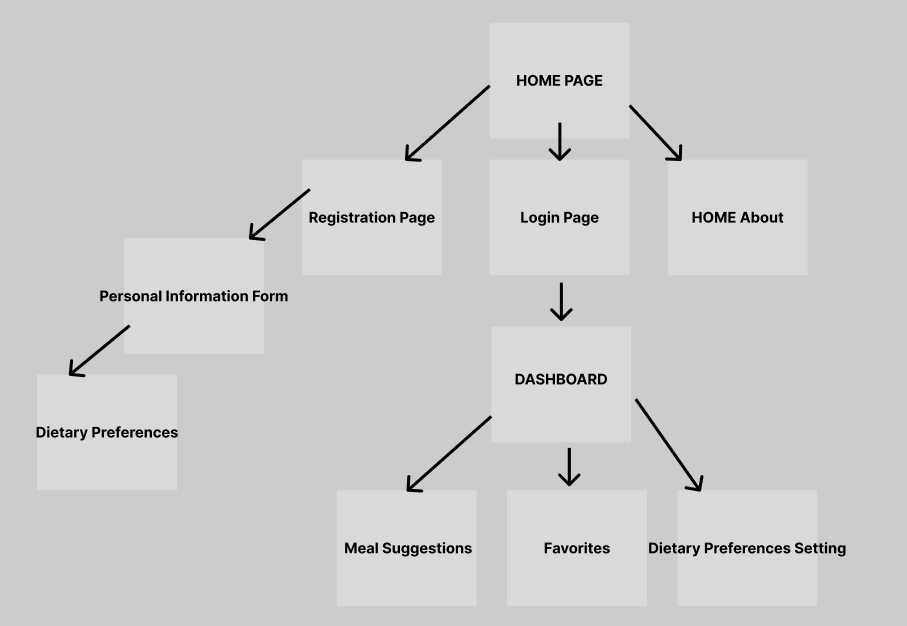 HOME PAGE
Registration Page
Login Page
HOME About
Personal Information Form
DASHBOARD
Dietary Preferences
Meal Suggestions
Favorites
Dietary Preferences Setting